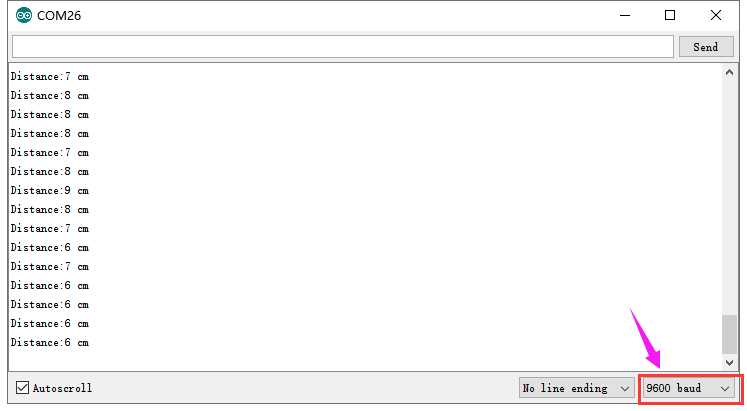 COM26
Send
Distance:7 cm
Distance:8 cm
Distance:8 cm
Distance:8 cm
Distance:7 cm
Distance:8 cm
Distance:9 cm
Distance:8 cm
Distance:7 cm
Distance:6 cm
Distance:7 cm
Distance:6 cm
Distance:6 cm
Distance:6 cm
Distance:6 cm
Autoscroll
No line ending
9600 baud